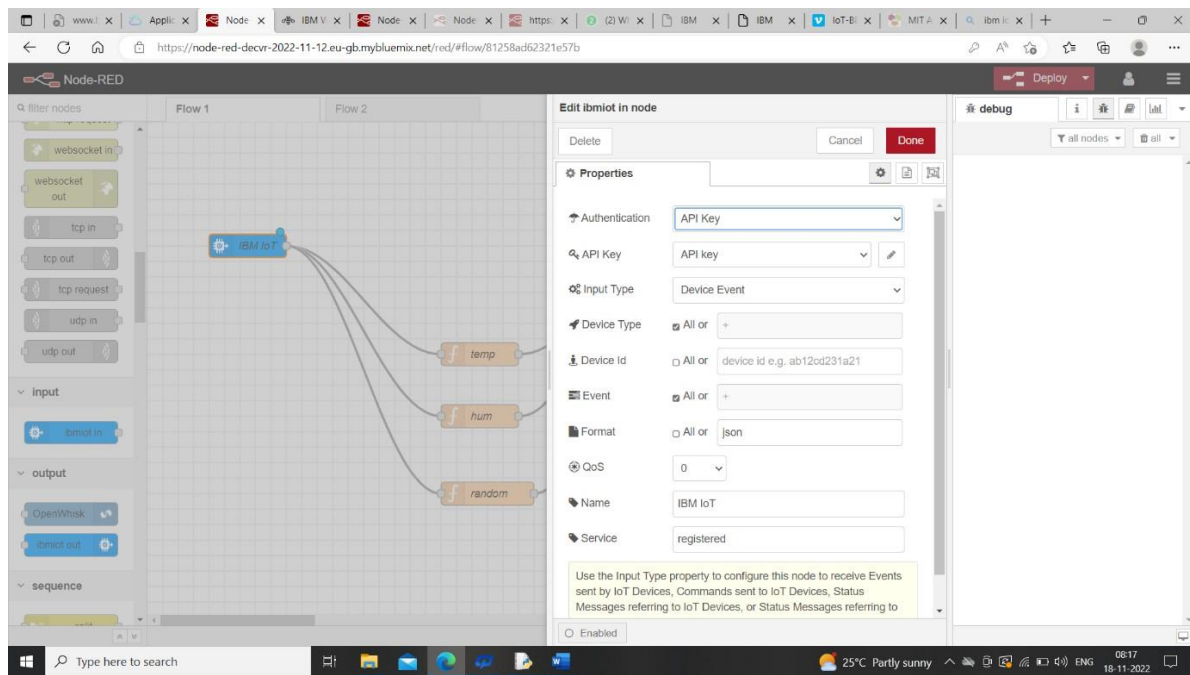 www.l
Applic
Node
IBM V
Node
Node
https:
(2) WI
IBM
IBM
IoT-Bl
MIT A
ibm ic
https://node-red-decvr-2022-11-12.eu-gb.mybluemix.net/red/#flow/81258ad62321e57b
Node-RED
Deploy
filter nodes
Flow 1
Flow 2
Edit ibmiot in node
debug
i
Delete
Cancel
Done
all nodes
all
websocket in
Properties
websocket
out
tcp in
Authentication
API Key
IBM IoT
tcp out
API Key
API key
tcp request
Input Type
Device Event
udp in
Device Type
All or
+
udp out
temp
Device Id
All or
device id e.g. ab12cd231a21
input
Event
All or
+
hum
ibmiot in
Format
All or
json
output
QoS
0
random
Name
IBM IoT
OpenWhisk
Service
registered
ibmiot out
Use the Input Type property to configure this node to receive Events
sent by IoT Devices, Commands sent to IoT Devices, Status
Messages referring to IoT Devices, or Status Messages referring to
sequence
Enabled
Type here to search
25°C Partly sunny
ENG
08:17
18-11-2022